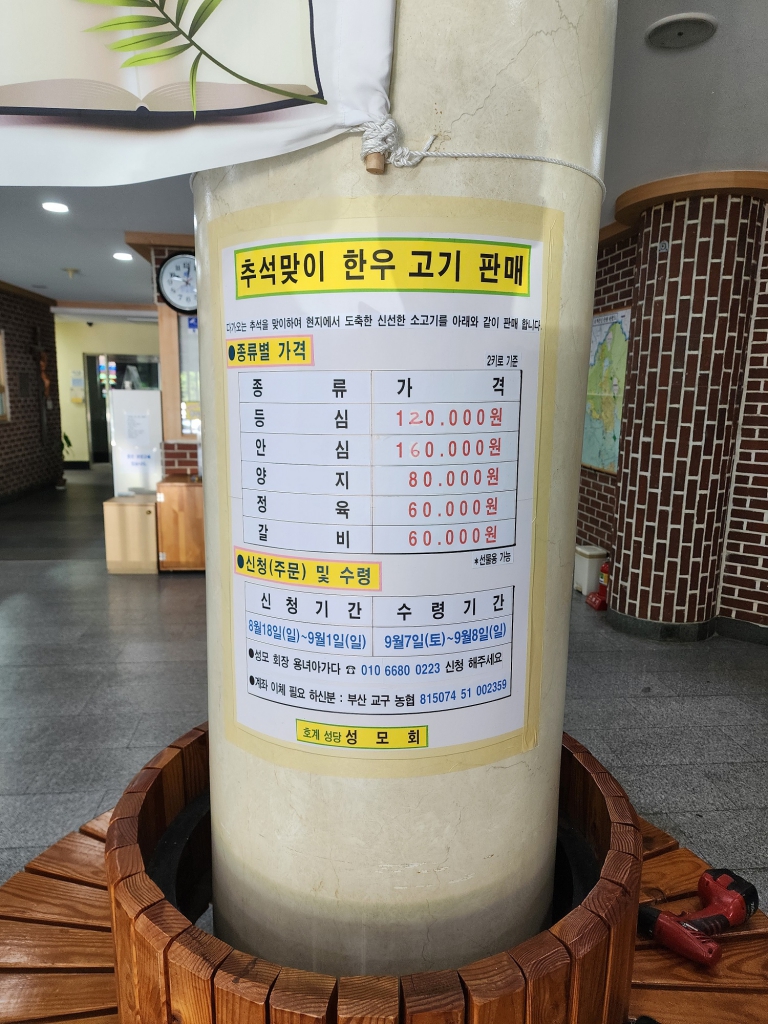 추석맞이 한우 고기 판매
다가오는 추석을 맞이하여 현지에서 도축한 신선한 소고기를 아래와 같이 판매 합니다.
●종류별 가격
2키로 기준
종 류 가 격
등 심 120.000원
안 심 160.000원
양 지 80.000원
정 육 60.000원
갈 비 60.000원
*선물용 가능
●신청(주문) 및 수령
신 청 기 간 수 령 기 간
8월18일(일)~9월1일(일) 9월7일(토)~9월8일(일)
●성모 회장 용녀아가다 ☎ 010 6680 0223 신청 해주세요
●계좌 이체 필요 하신분 : 부산 교구 농협 815074 51 002359
호계 성당 성 모 회